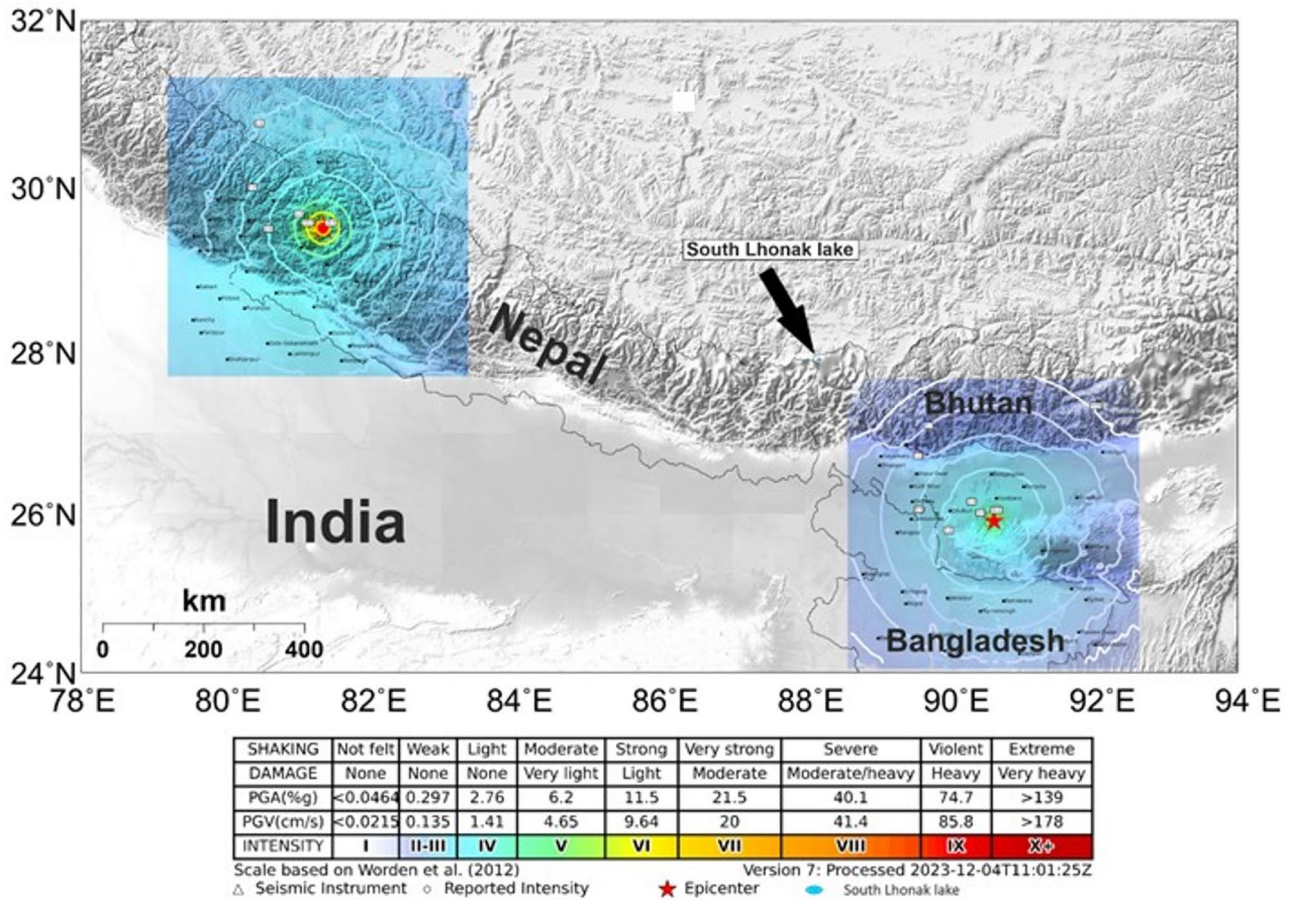 32°N
30°N
28°N
26°N
24°N
78°E
80°E
82°E
84°E
86°E
88°E
90°E
92°E
94°E
South Lhonak lake
Nepal
Bhutan
India
Bangladesh
km
0 200 400
SHAKING Not felt Weak Light Moderate Strong Very strong Severe Violent Extreme
DAMAGE None None None Very light Light Moderate Moderate/heavy Heavy Very heavy
PGA(%g) <0.0464 0.297 2.76 6.2 11.5 21.5 40.1 74.7 >139
PGV(cm/s) <0.0215 0.135 1.41 4.65 9.64 20 41.4 85.8 >178
INTENSITY I II-III IV V VI VII VIII IX X+
Scale based on Worden et al. (2012) Version 7: Processed 2023-12-04T11:01:25Z
△ Seismic Instrument ○ Reported Intensity ★ Epicenter South Lhonak lake